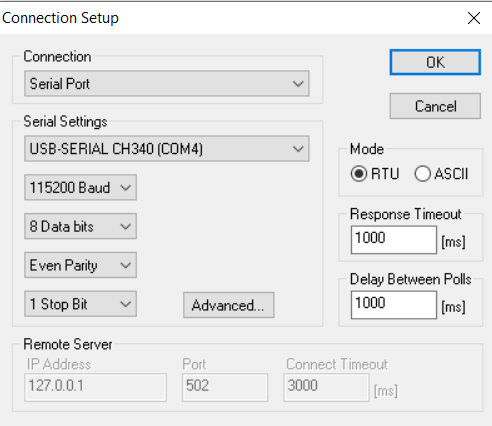 Connection Setup
Connection
Serial Port
OK
Cancel
Serial Settings
USB-SERIAL CH340 (COM4)
115200 Baud
8 Data bits
Even Parity
1 Stop Bit
Advanced...
Mode
RTU ASCII
Response Timeout
1000 [ms]
Delay Between Polls
1000 [ms]
Remote Server
IP Address Port Connect Timeout
127.0.0.1 502 3000 [ms]